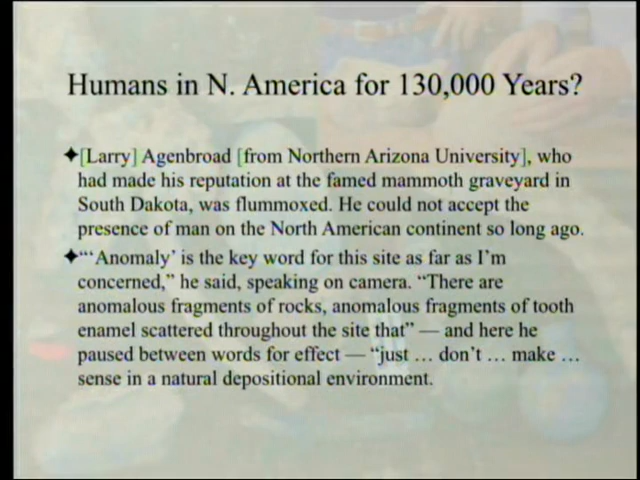 Humans in N. America for 130,000 Years?
✦[Larry] Agenbroad [from Northern Arizona University], who
had made his reputation at the famed mammoth graveyard in
South Dakota, was flummoxed. He could not accept the
presence of man on the North American continent so long ago.
✦“‘Anomaly’ is the key word for this site as far as I’m
concerned,” he said, speaking on camera. “There are
anomalous fragments of rocks, anomalous fragments of tooth
enamel scattered throughout the site that” — and here he
paused between words for effect — “just … don’t … make …
sense in a natural depositional environment.